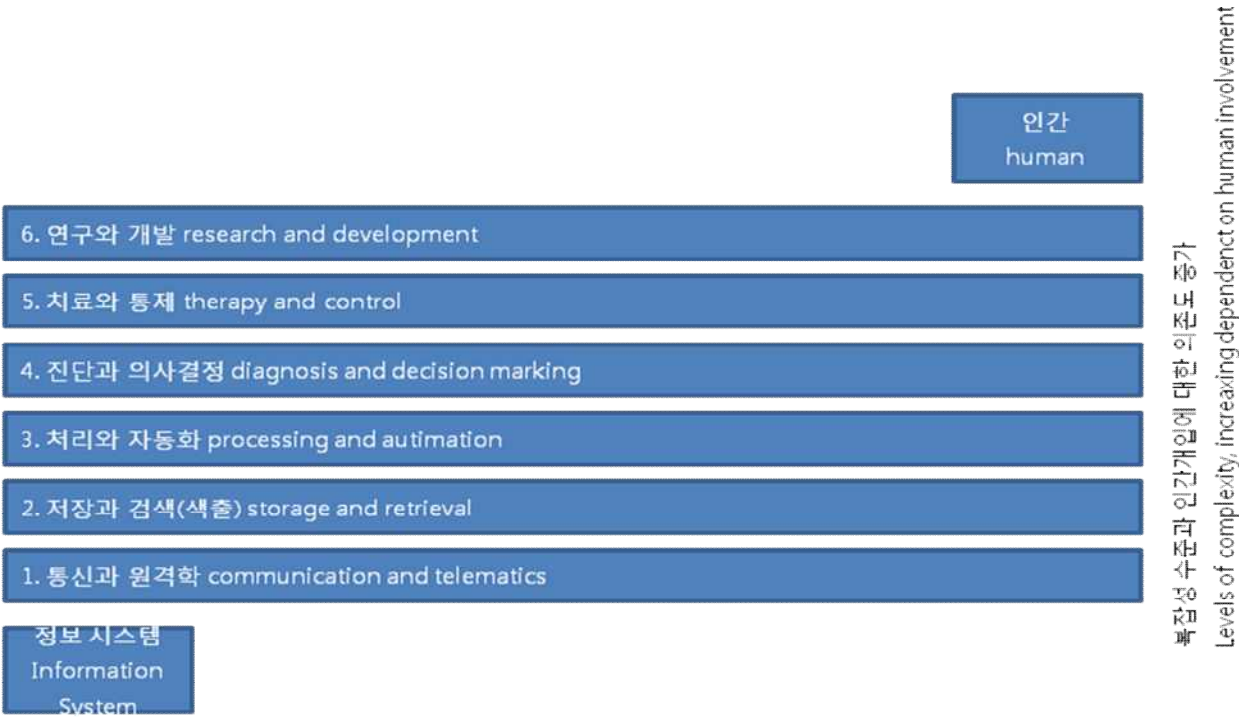 인간
human
6. 연구와 개발 research and development
5. 치료와 통제 therapy and control
4. 진단과 의사결정 diagnosis and decision marking
3. 처리와 자동화 processing and autimation
2. 저장과 검색(색출) storage and retrieval
1. 통신과 원격학 communication and telematics
정보 시스템
Information
System
복잡성 수준과 인간개입에 대한 의존도 증가
Levels of complexity, increaxing dependenct on human involvement